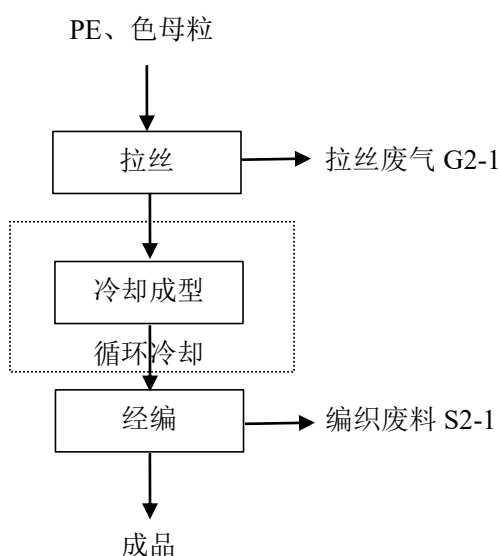 PE、色母粒
拉丝
拉丝废气 G2-1
冷却成型
循环冷却
经编
编织废料 S2-1
成品